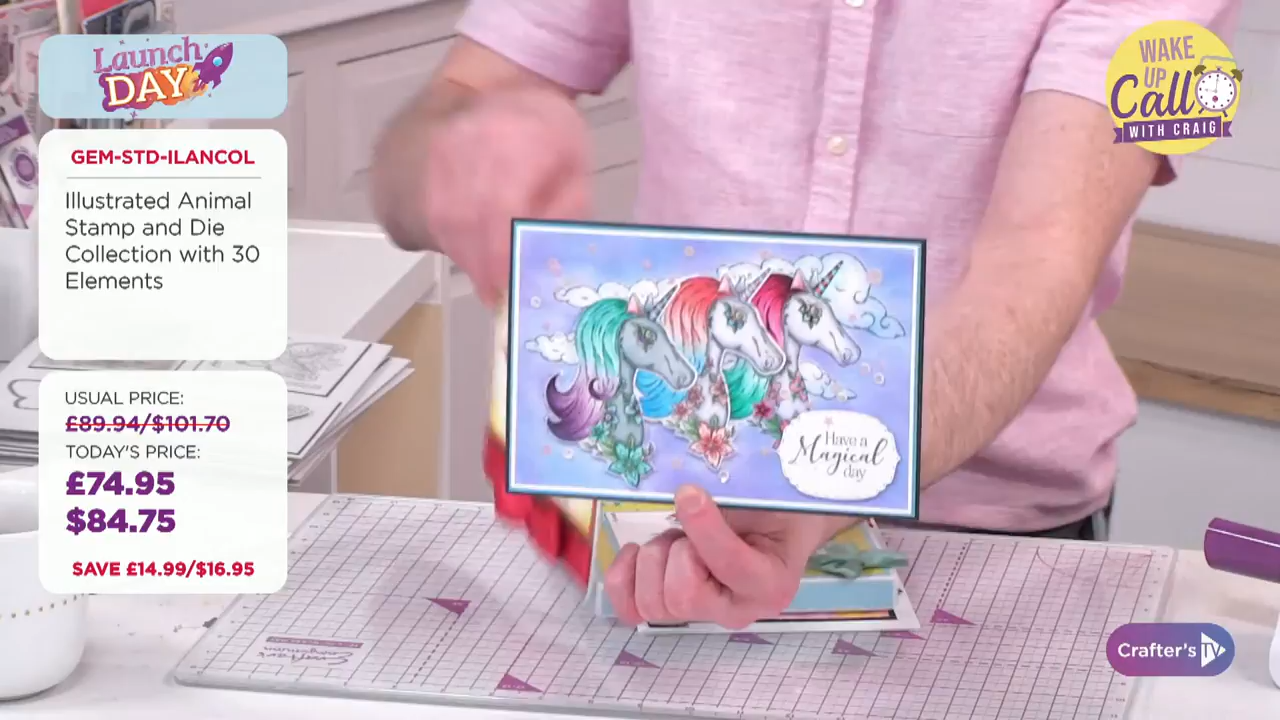 Launch
DAY
GEM-STD-ILANCOL
Illustrated Animal
Stamp and Die
Collection with 30
Elements
USUAL PRICE:
£89.94/$101.70
TODAY'S PRICE:
£74.95
$84.75
SAVE £14.99/$16.95
WAKE
UP
Call
WITH CRAIG
Have a
Magical
day
Crafter's
Companion
Crafter's TV